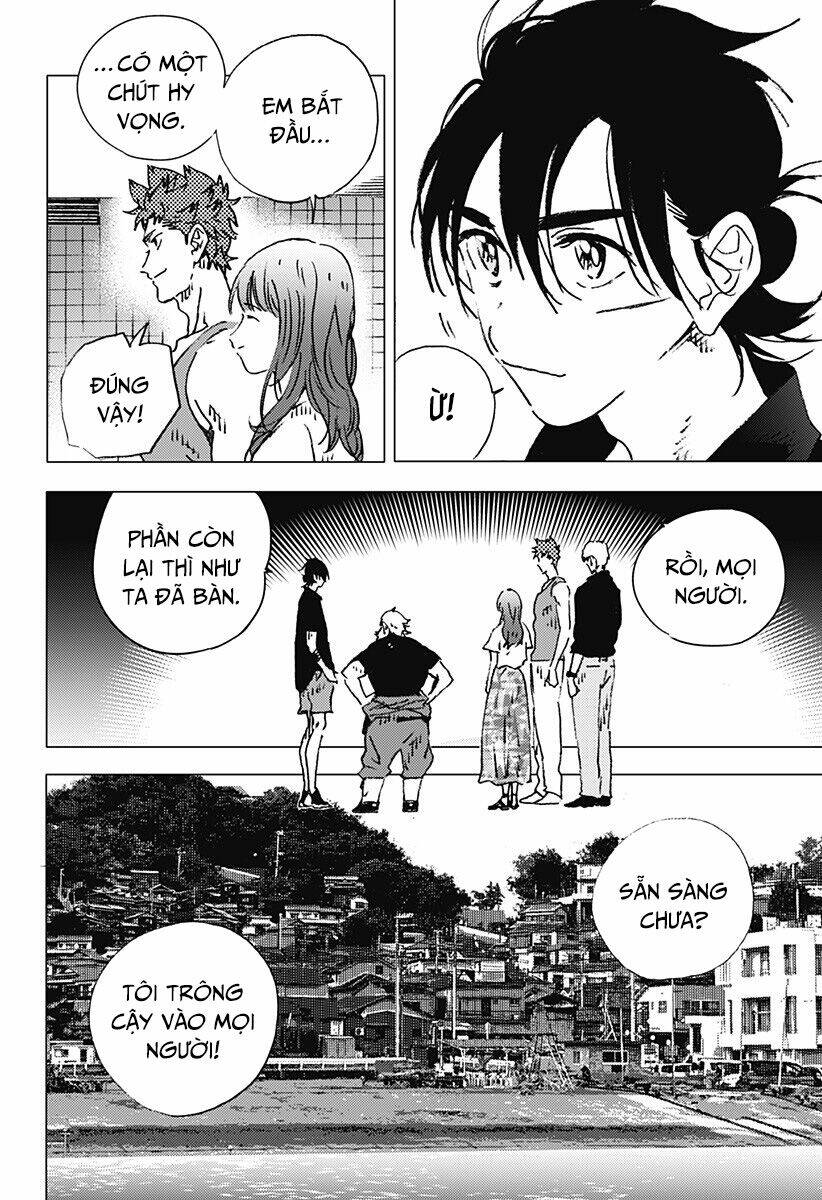 EM BẮT
ĐẦU...
...CÓ MỘT
CHÚT HY
VỌNG.
ĐÚNG
VẬY!
Ừ!
RỒI, MỌI
NGƯỜI.
PHẦN CÒN
LẠI THÌ NHƯ
TA ĐÃ BÀN.
SẴN SÀNG
CHƯA?
TÔI TRÔNG
CẬY VÀO MỌI
NGƯỜI!